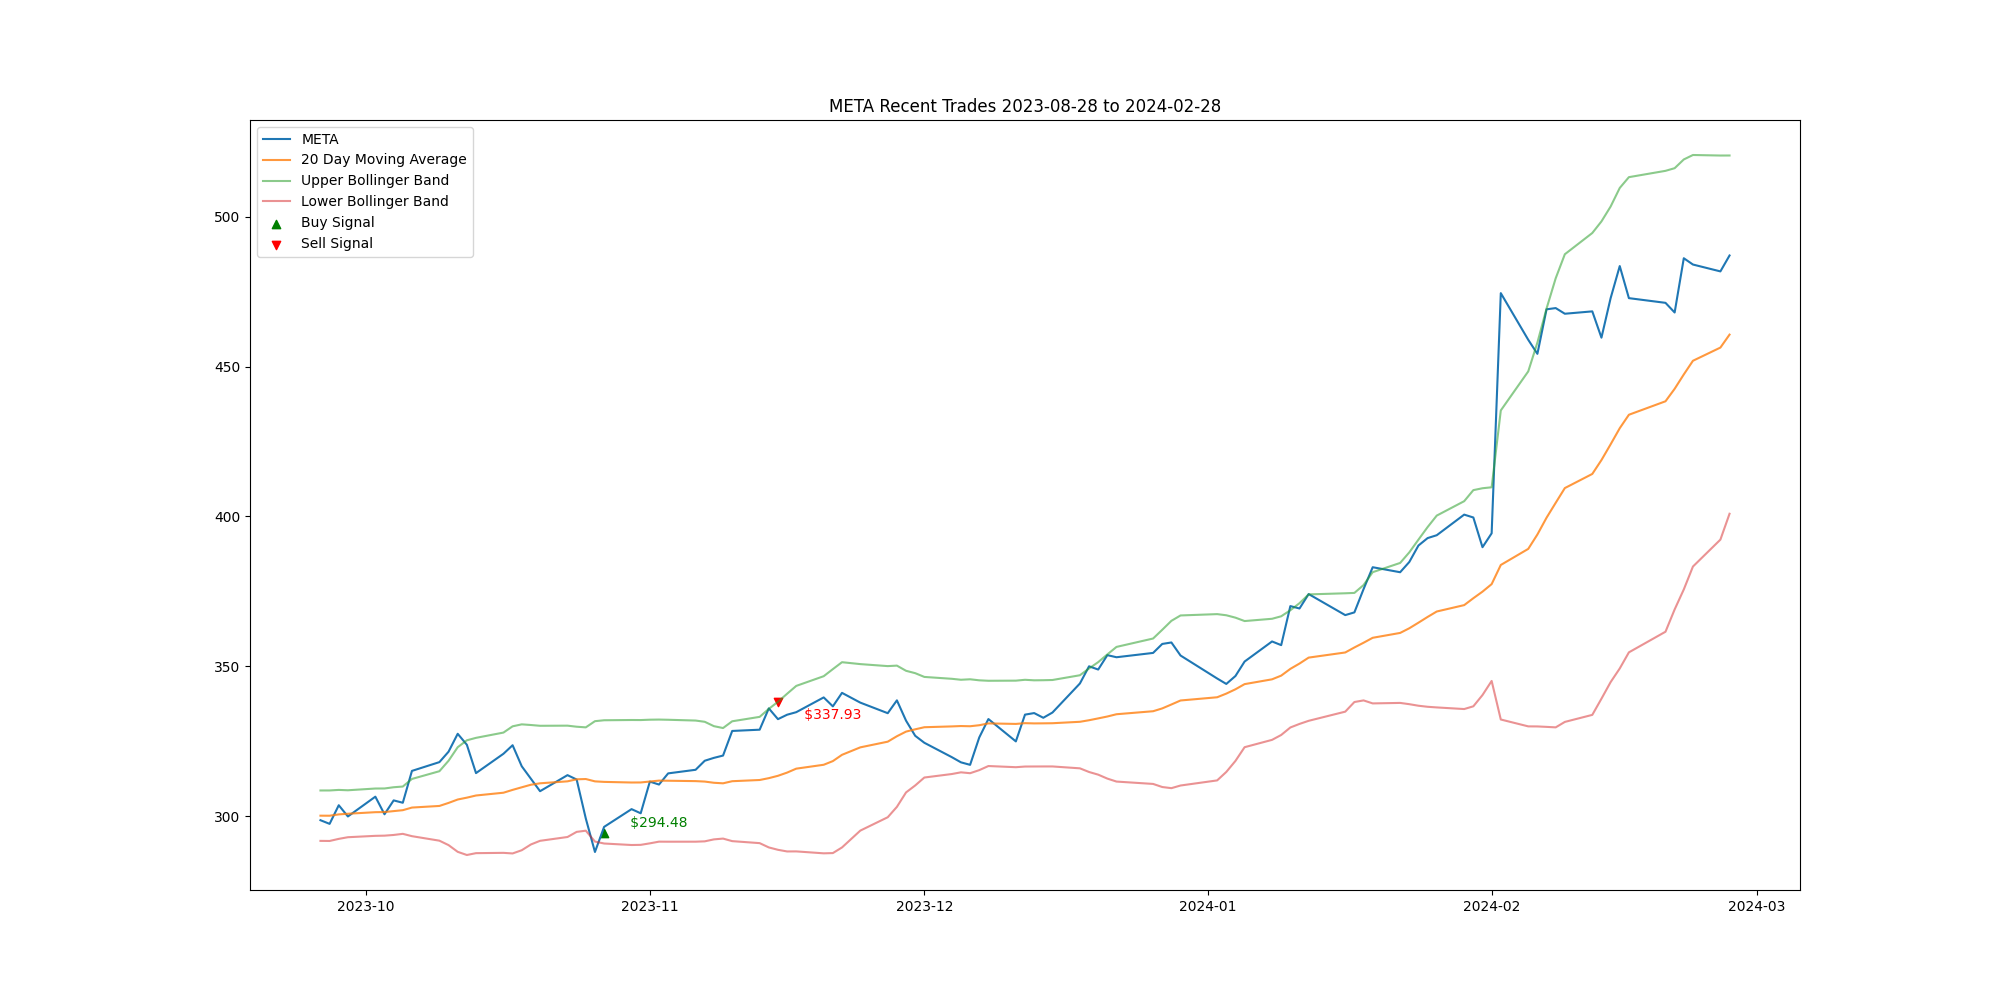 META Recent Trades 2023-08-28 to 2024-02-28
META
20 Day Moving Average
Upper Bollinger Band
Lower Bollinger Band
Buy Signal
Sell Signal
500
450
400
350
300
$337.93
$294.48
2023-10
2023-11
2023-12
2024-01
2024-02
2024-03